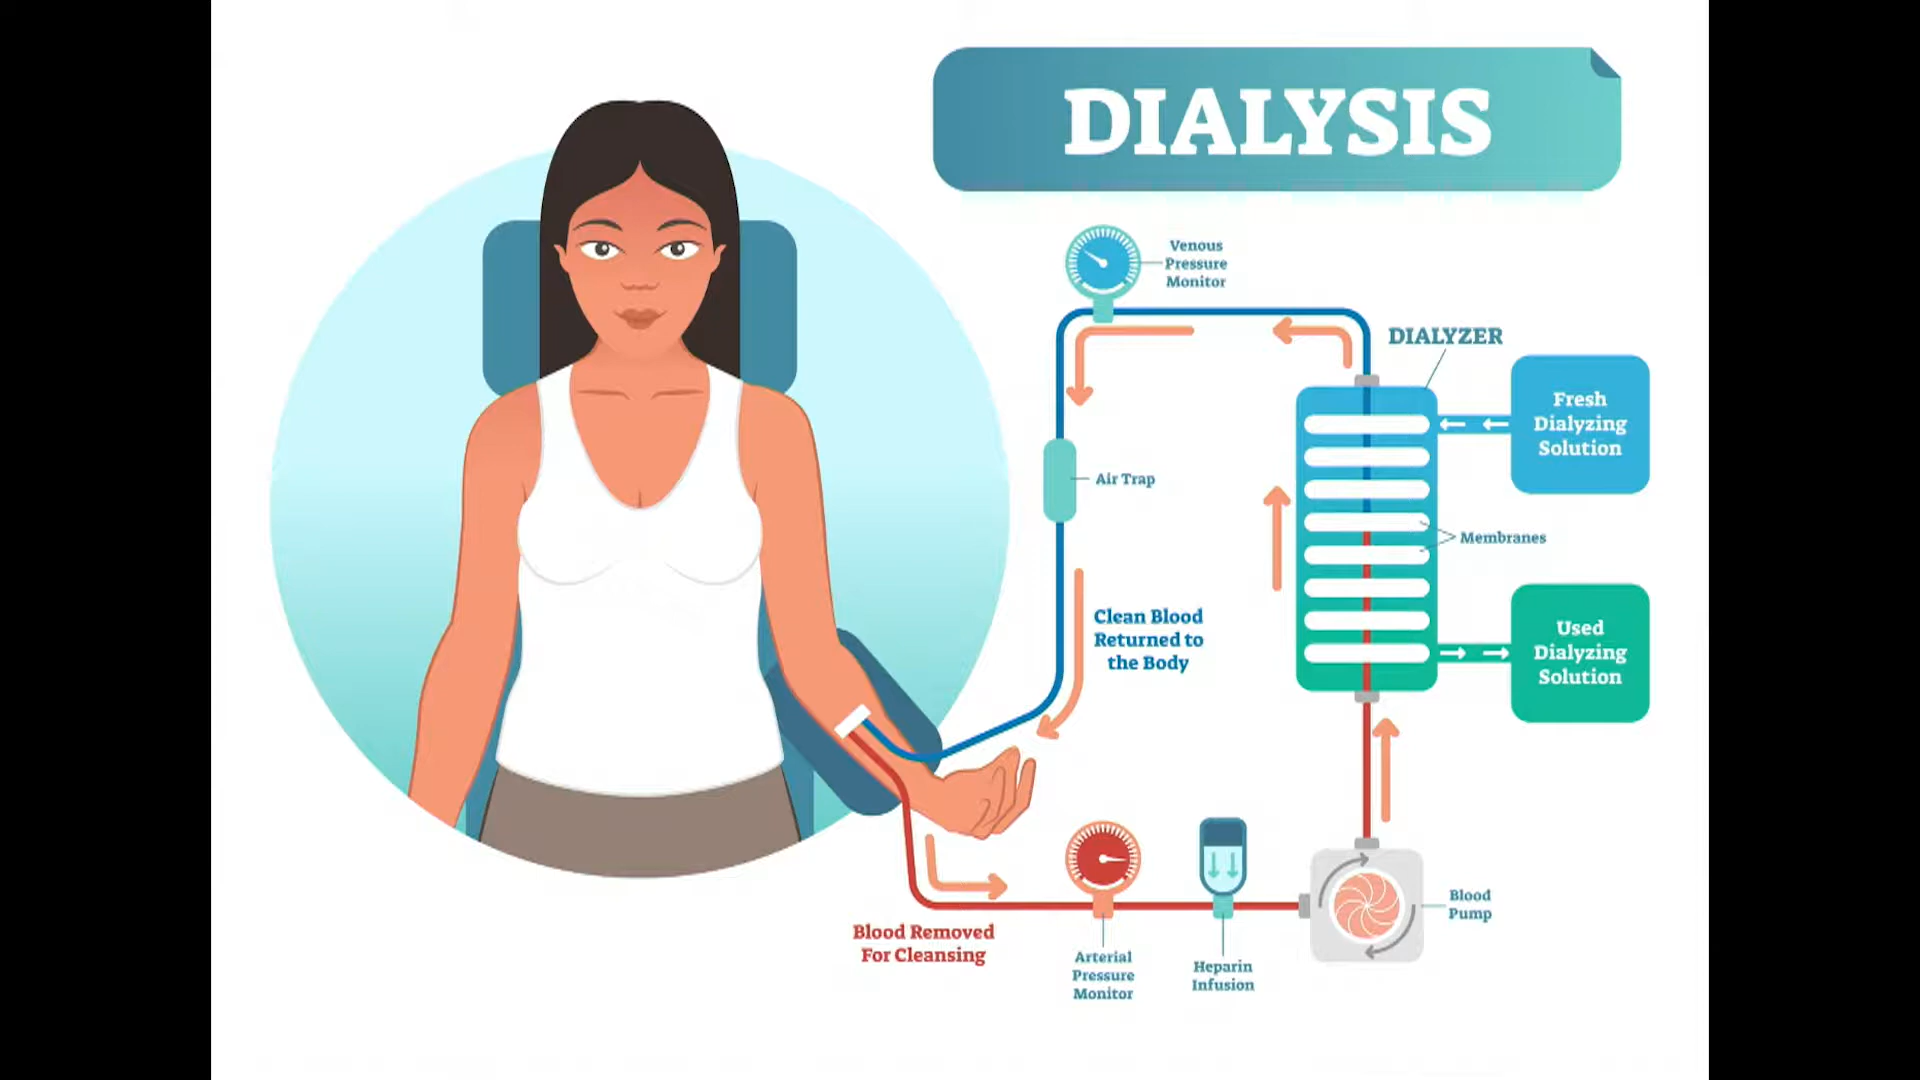 DIALYSIS
Venous
Pressure
Monitor
DIALYZER
Fresh
Dialyzing
Solution
Air Trap
Membranes
Clean Blood
Returned to
the Body
Used
Dialyzing
Solution
Blood
Pump
Blood Removed
For Cleansing
Arterial
Pressure
Monitor
Heparin
Infusion